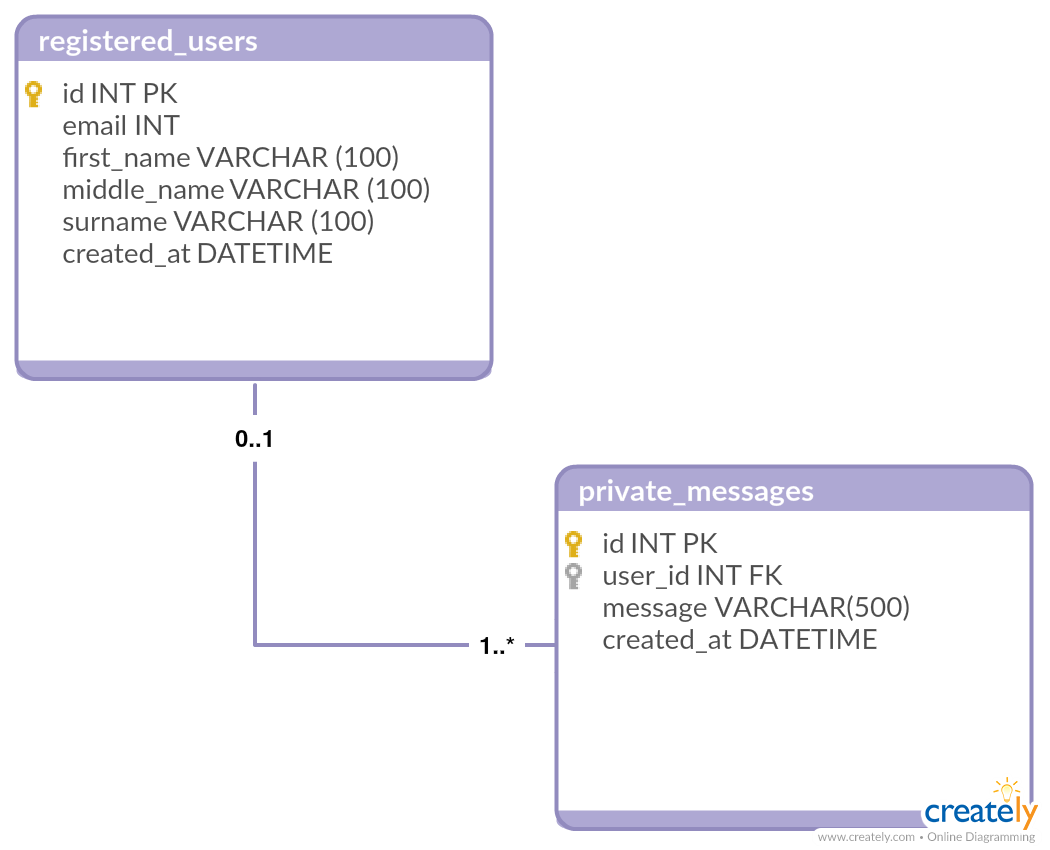 registered_users
id INT PK
email INT
first_name VARCHAR (100)
middle_name VARCHAR (100)
surname VARCHAR (100)
created_at DATETIME
0..1
private_messages
id INT PK
user_id INT FK
message VARCHAR(500)
created_at DATETIME
1..*
creately
www.creately.com • Online Diagramming